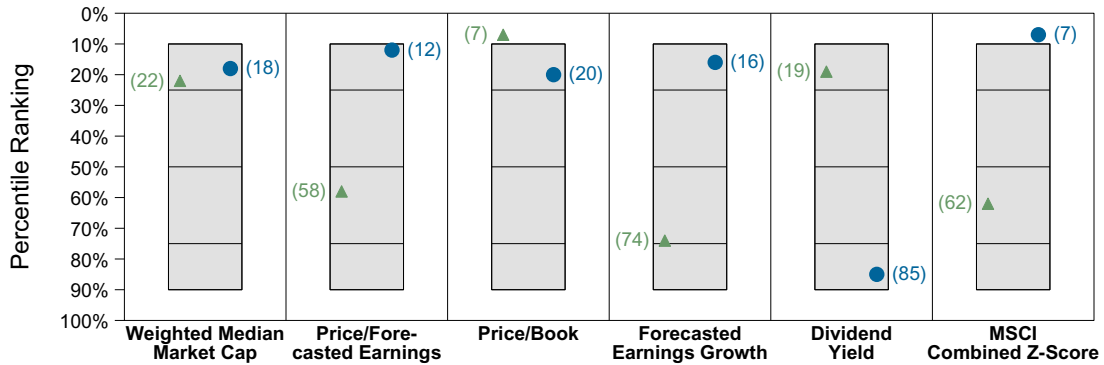 Percentile Ranking
0%
10%
20%
30%
40%
50%
60%
70%
80%
90%
100%
(22)
(18)
(58)
(12)
(7)
(20)
(74)
(16)
(19)
(85)
(62)
(7)
Weighted Median
Market Cap
Price/Fore-
casted Earnings
Price/Book
Forecasted
Earnings Growth
Dividend
Yield
MSCI
Combined Z-Score